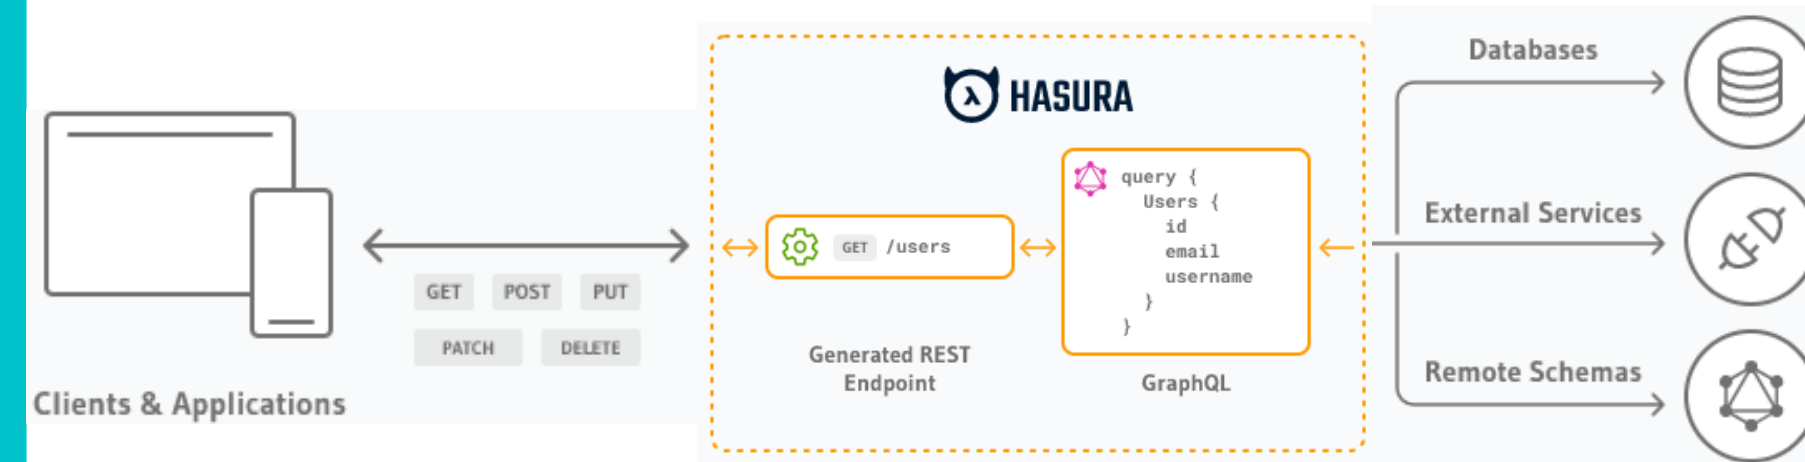 Clients & Applications
GET POST PUT
PATCH DELETE
HASURA
GET /users
Generated REST
Endpoint
query {
Users {
id
email
username
}
}
GraphQL
Databases
External Services
Remote Schemas